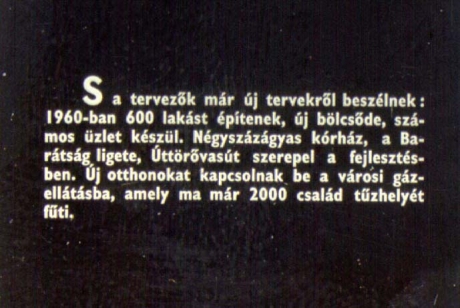 S a tervezők már új tervekről beszélnek:
1960-ban 600 lakást építenek, új bölcsőde, szá-
mos üzlet készül. Négyszázágyas kórház, a Ba-
rátság ligete, Úttörővasút szerepel a fejlesztés-
ben. Új otthonokat kapcsolnak be a városi gáz-
ellátásba, amely ma már 2000 család tűzhelyét
fűti.